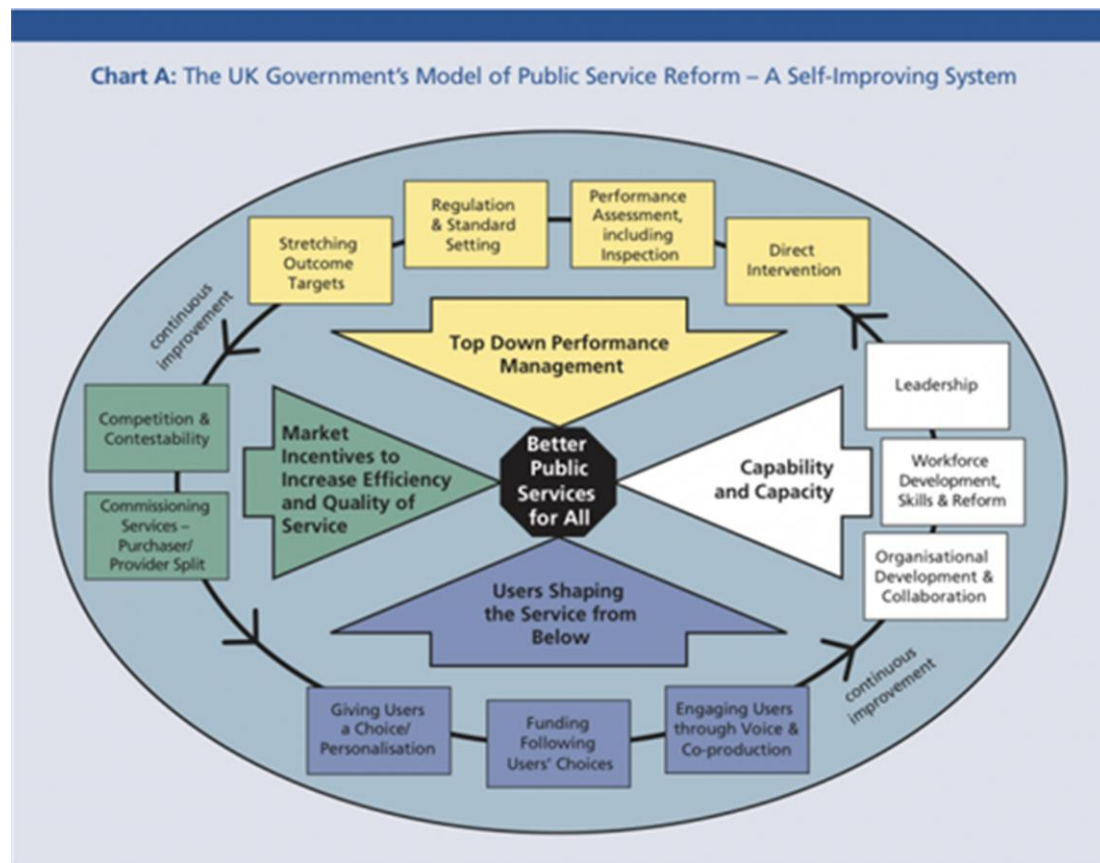 Chart A: The UK Government's Model of Public Service Reform – A Self-Improving System
Regulation
& Standard
Setting
Performance
Assessment,
including
Inspection
Stretching
Outcome
Targets
Direct
Intervention
continuous
improvement
Top Down Performance
Management
Leadership
Competition &
Contestability
Market
Incentives to
Increase Efficiency
and Quality of
Service
Better
Public
Services
for All
Capability
and Capacity
Workforce
Development,
Skills & Reform
Commissioning
Services –
Purchaser/
Provider Split
Organisational
Development &
Collaboration
Users Shaping
the Service from
Below
continuous
improvement
Giving Users
a Choice/
Personalisation
Funding
Following
Users' Choices
Engaging Users
through Voice &
Co-production